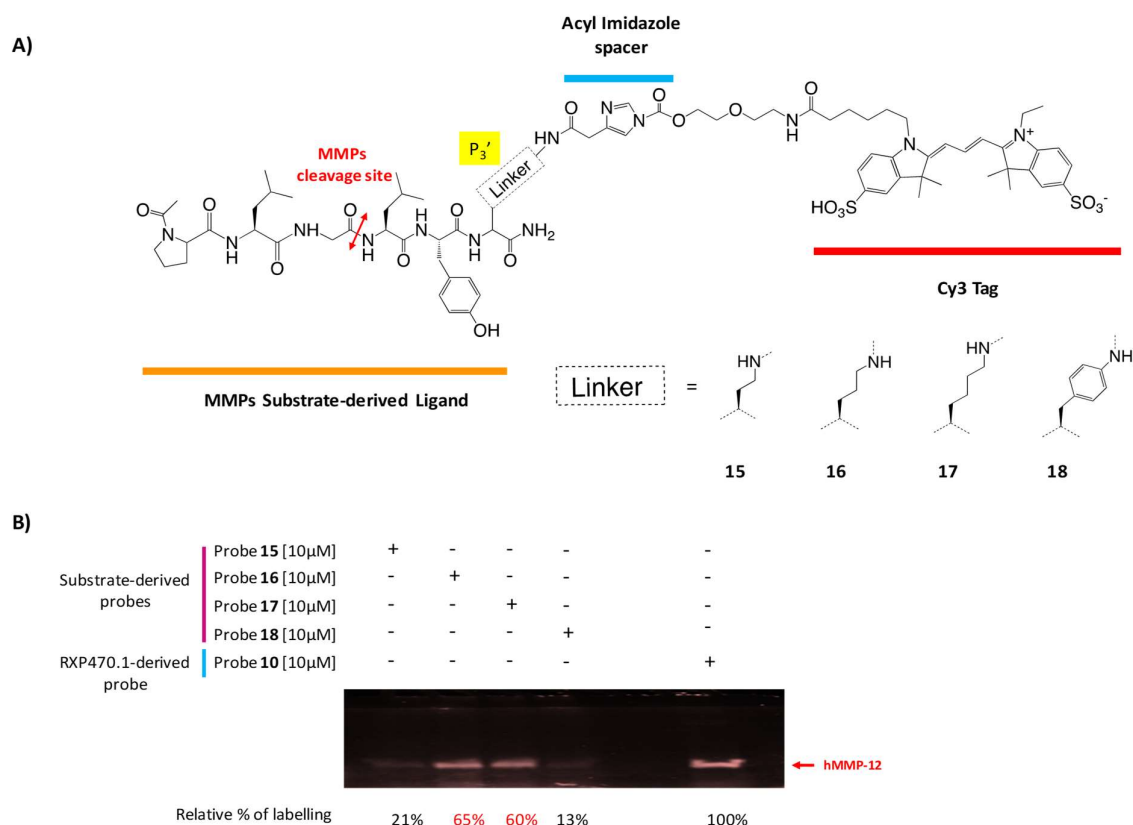 A)
Acyl Imidazole
spacer
P3′
Linker
MMPs
cleavage site
O
HN
N
N
O
O
O
N
H
O
N
N+
HO3S
SO3-
O
N
O
H
N
O
HN
O
N
H
O
H
N
O
N
H
O
NH2
OH
Cy3 Tag
MMPs Substrate-derived Ligand
Linker =
HN
NH
HN
NH
15 16 17 18
B)
Substrate-derived
probes
Probe 15 [10μM] + - - - -
Probe 16 [10μM] - + - - -
Probe 17 [10μM] - - + - -
Probe 18 [10μM] - - - + -
RXP470.1-derived
probe
Probe 10 [10μM] - - - - +
hMMP-12
Relative % of labelling 21% 65% 60% 13% 100%